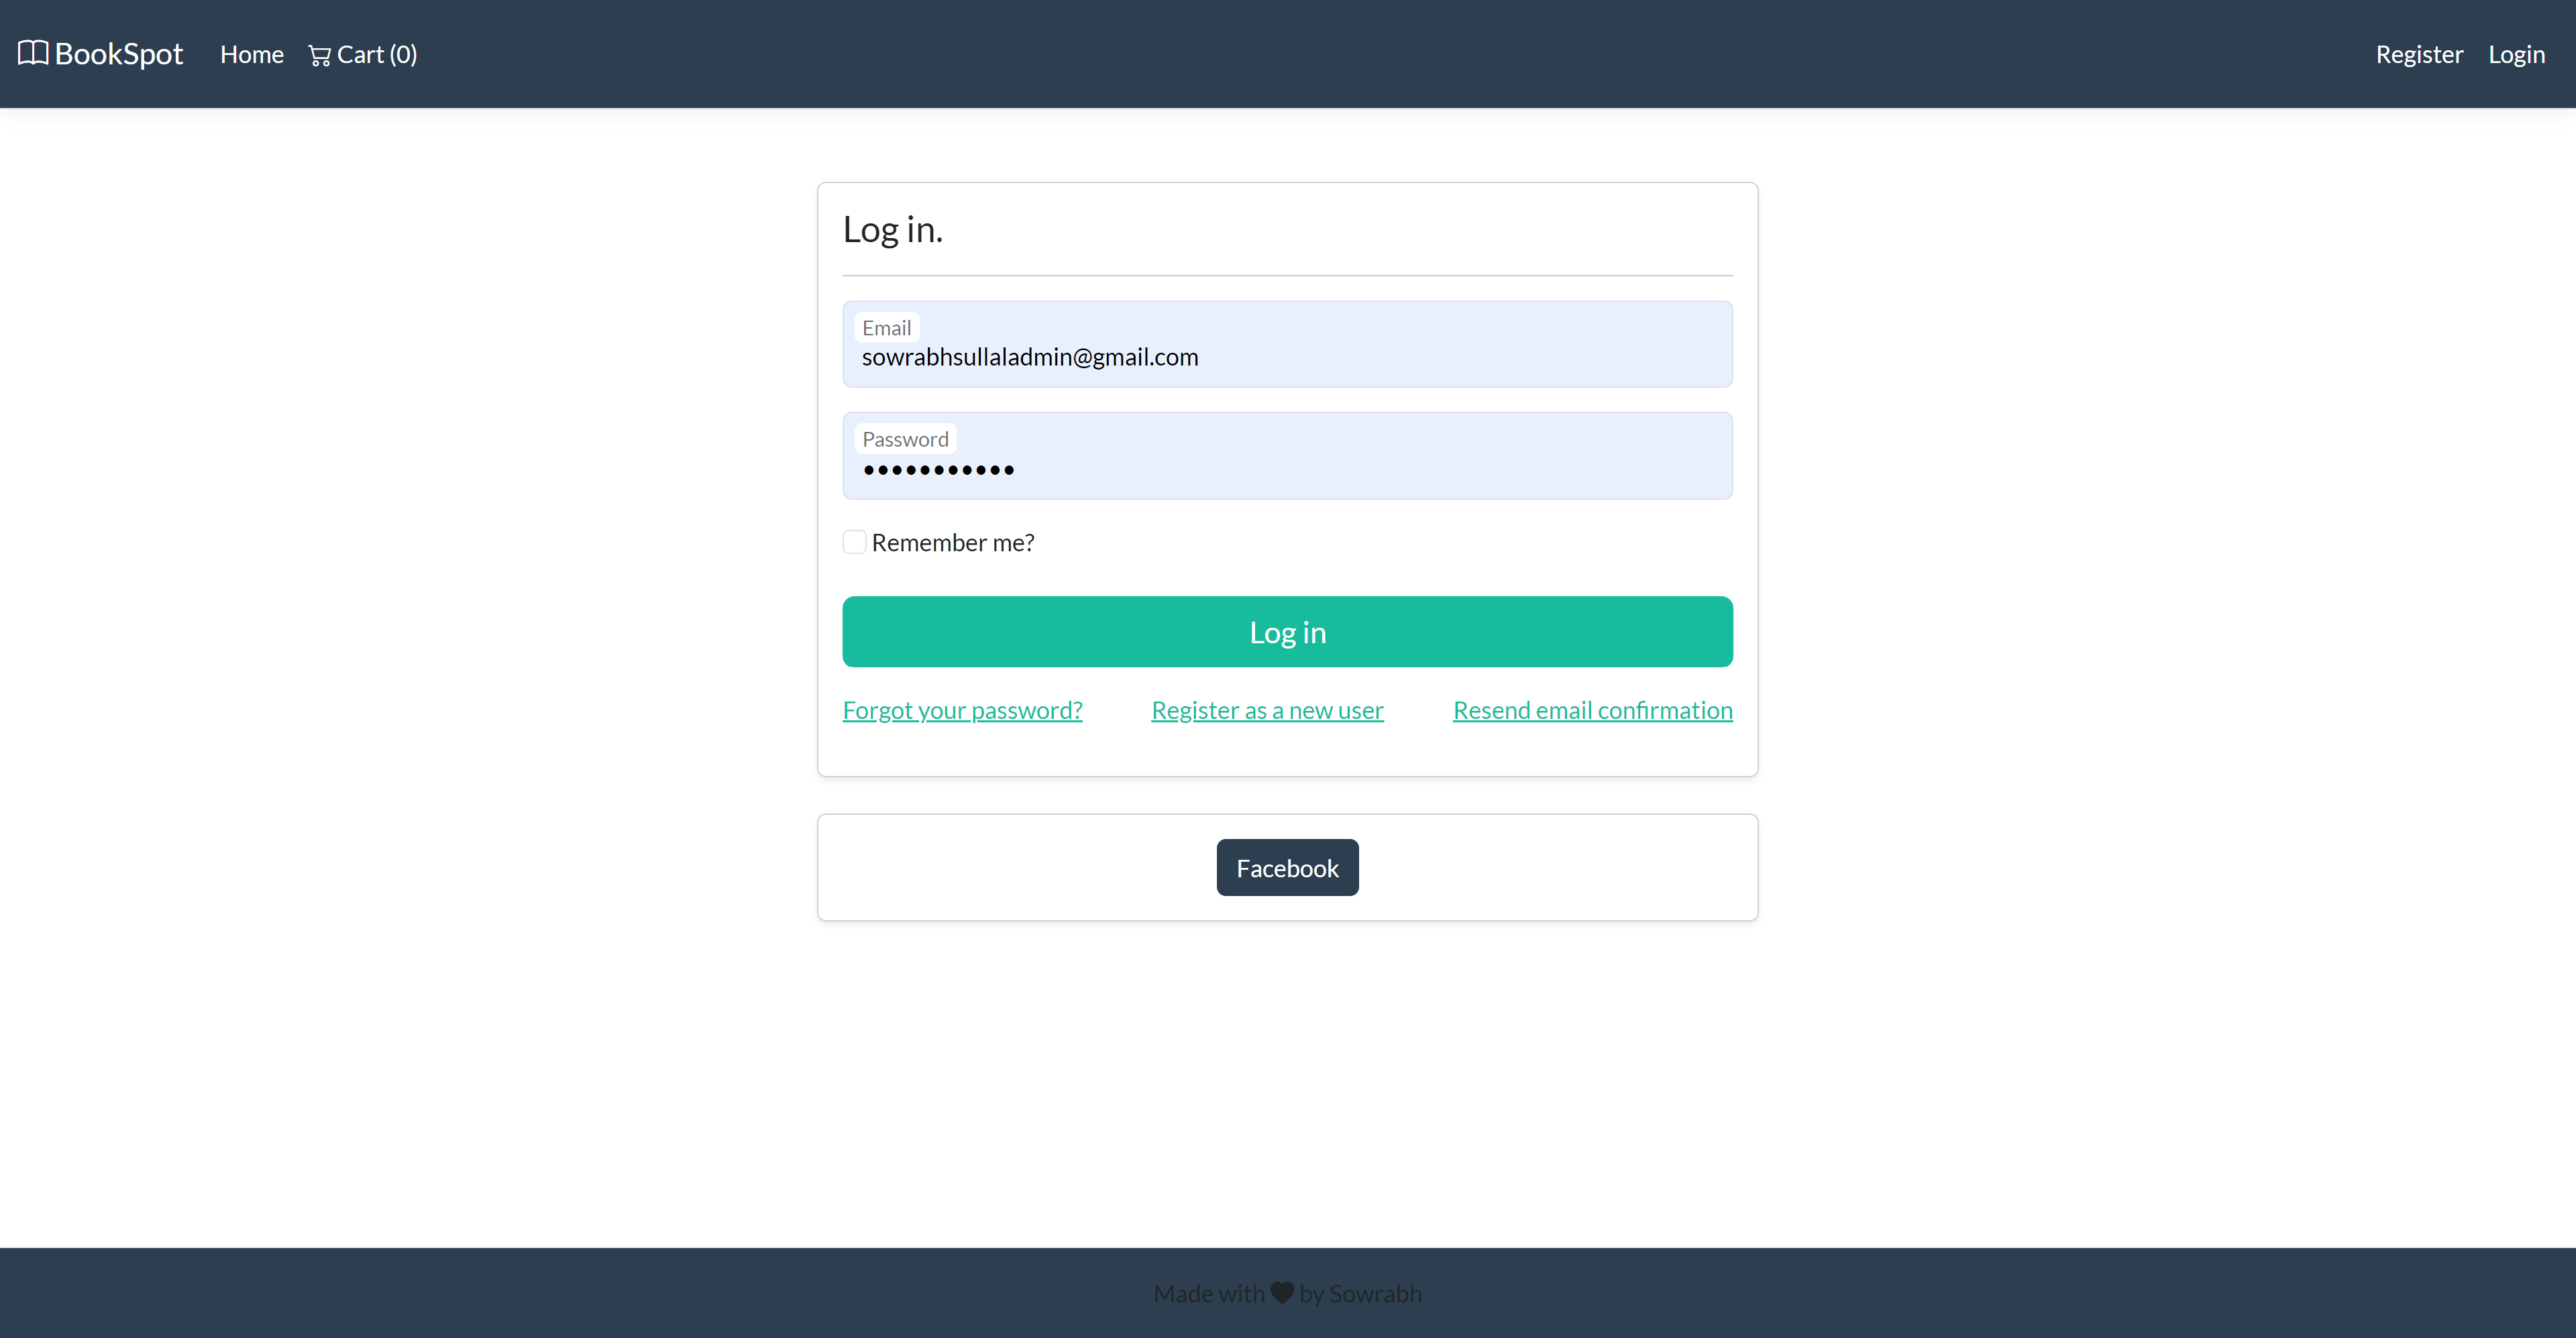 BookSpot Home Cart (0) Register Login
Log in.
Email
sowrabhsullaladmin@gmail.com
Password
•••••••••••
Remember me?
Log in
Forgot your password? Register as a new user Resend email confirmation
Facebook
Made with by Sowrabh